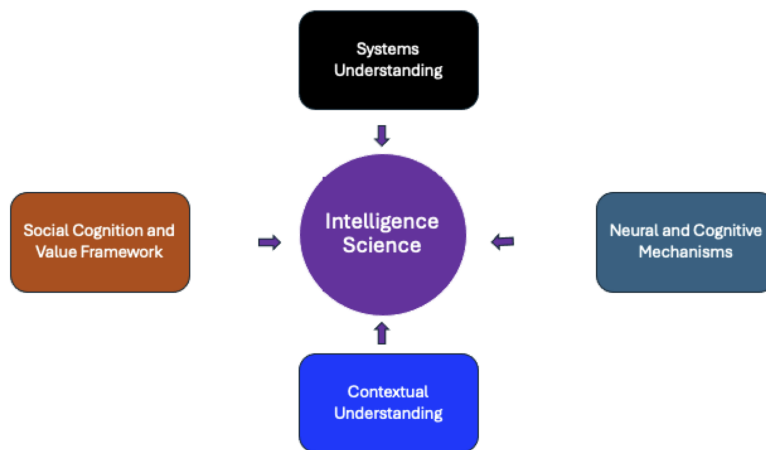 Systems
Understanding
Social Cognition and
Value Framework
Intelligence
Science
Neural and Cognitive
Mechanisms
Contextual
Understanding